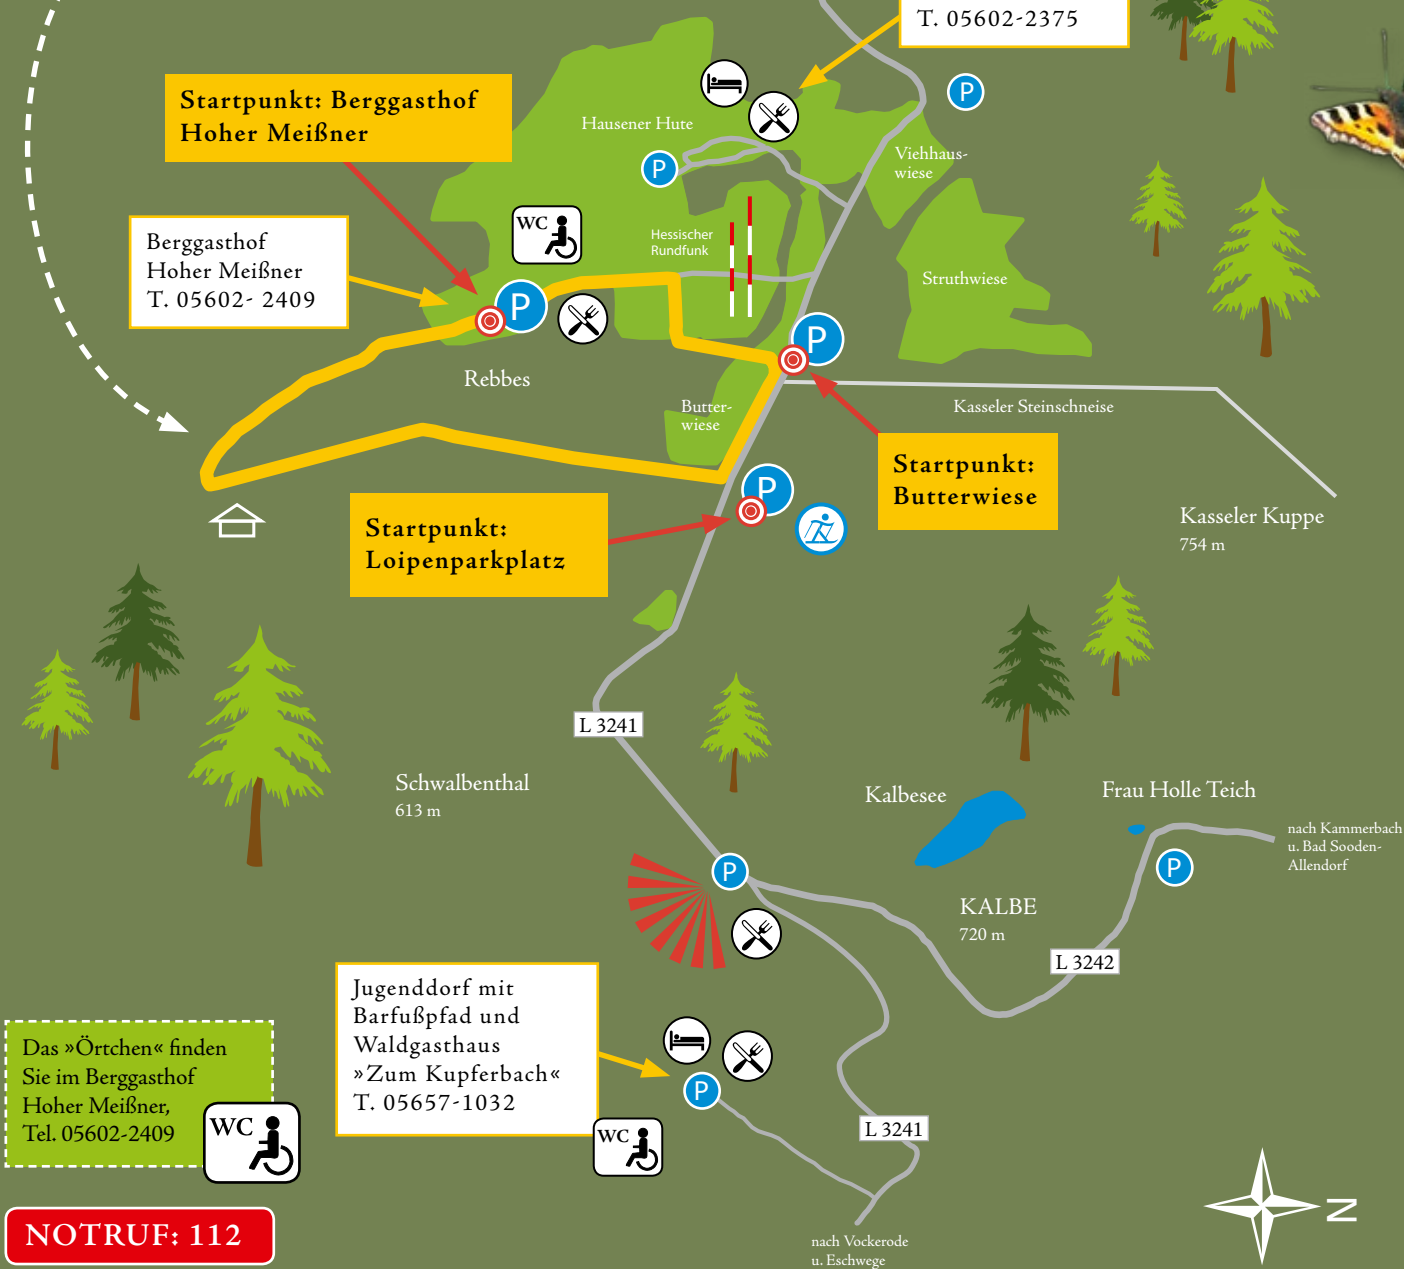 T. 05602-2375
Startpunkt: Berggasthof
Hoher Meißner
P
Hausener Hute
P
Viehhaus-
wiese
WC
Berggasthof
Hoher Meißner
T. 05602- 2409
Hessischer
Rundfunk
Struthwiese
P
P
Rebbes
Butter-
wiese
Kasseler Steinschneise
Startpunkt:
Butterwiese
P
Startpunkt:
Loipenparkplatz
Kasseler Kuppe
754 m
L 3241
Schwalbenthal
613 m
Kalbesee
Frau Holle Teich
nach Kammerbach
u. Bad Sooden-
Allendorf
P
P
KALBE
720 m
L 3242
Jugenddorf mit
Barfußpfad und
Waldgasthaus
»Zum Kupferbach«
T. 05657-1032
WC
P
L 3241
Das »Örtchen« finden
Sie im Berggasthof
Hoher Meißner,
Tel. 05602-2409
WC
NOTRUF: 112
nach Vockerode
u. Eschwege
N